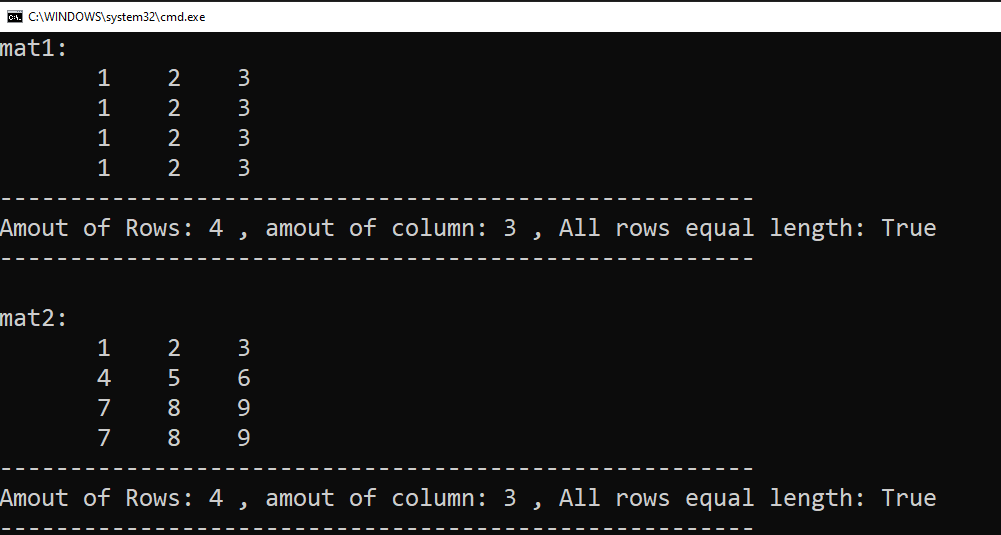 C:\WINDOWS\system32\cmd.exe
mat1:
1 2 3
1 2 3
1 2 3
1 2 3
------------------------------------------------------
Amout of Rows: 4 , amout of column: 3 , All rows equal length: True
------------------------------------------------------
mat2:
1 2 3
4 5 6
7 8 9
7 8 9
------------------------------------------------------
Amout of Rows: 4 , amout of column: 3 , All rows equal length: True
------------------------------------------------------